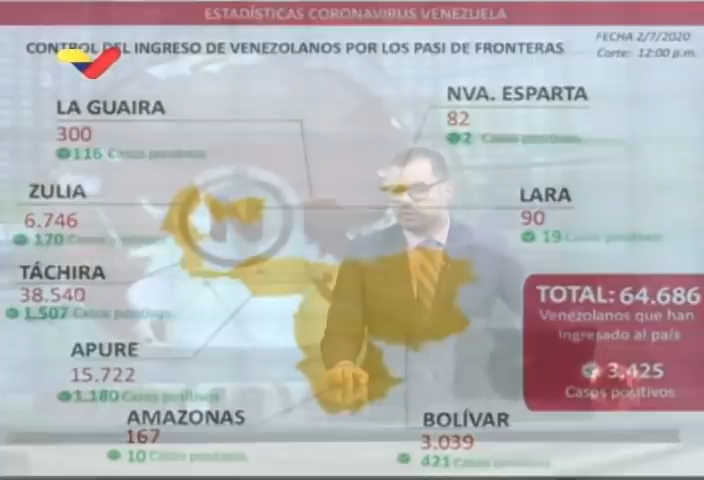 ESTADÍSTICAS CORONAVIRUS VENEZUELA
FECHA 2/7/2020
Corte: 12:00 p.m.
CONTROL DEL INGRESO DE VENEZOLANOS POR LOS PASI DE FRONTERAS
LA GUAIRA
300
116 Casos positivos
NVA. ESPARTA
82
2 Casos positivos
ZULIA
6.746
170 Casos positivos
LARA
90
19 Casos positivos
TÁCHIRA
38.540
1.507 Casos positivos
TOTAL: 64.686
Venezolanos que han
ingresado al país
3.425
Casos positivos
APURE
15.722
1.180 Casos positivos
AMAZONAS
167
10 Casos positivos
BOLÍVAR
3.039
421 Casos positivos
N